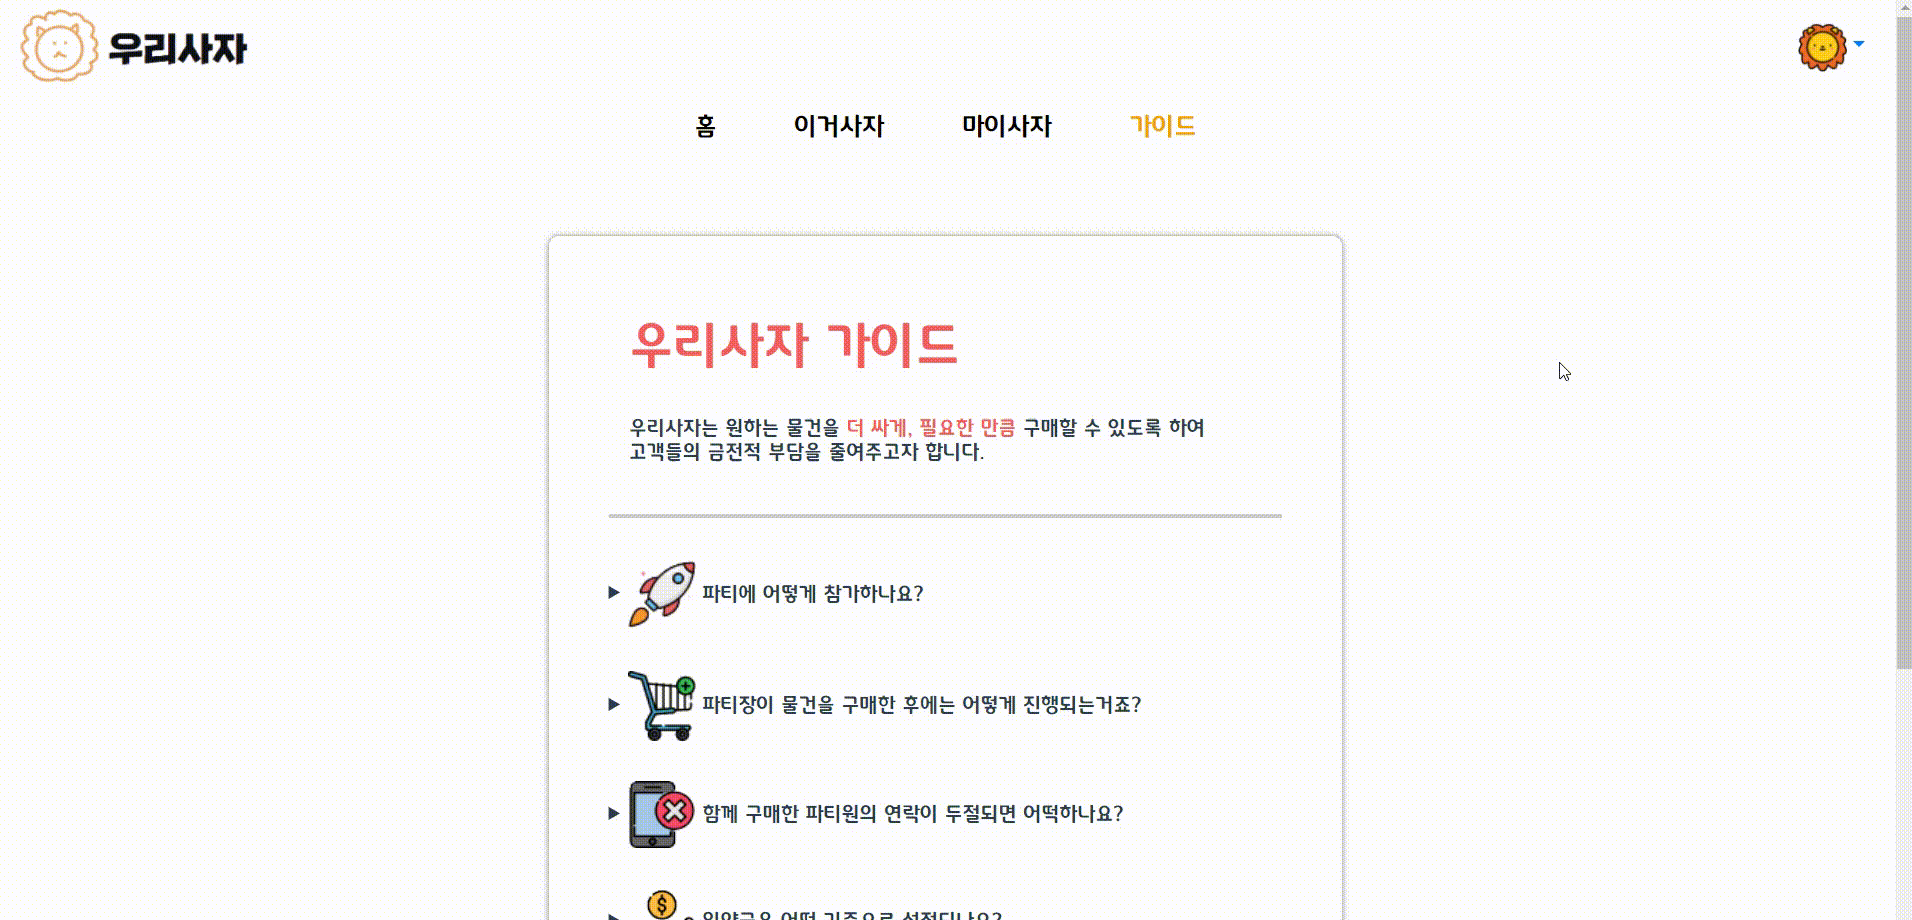 우리사자
홈 이거사자 마이사자 가이드
우리사자 가이드
우리사자는 원하는 물건을 더 싸게, 필요한 만큼 구매할 수 있도록 하여
고객들의 금전적 부담을 줄여주고자 합니다.
파티에 어떻게 참가하나요?
파티장이 물건을 구매한 후에는 어떻게 진행되는거죠?
함께 구매한 파티원의 연락이 두절되면 어떡하나요?